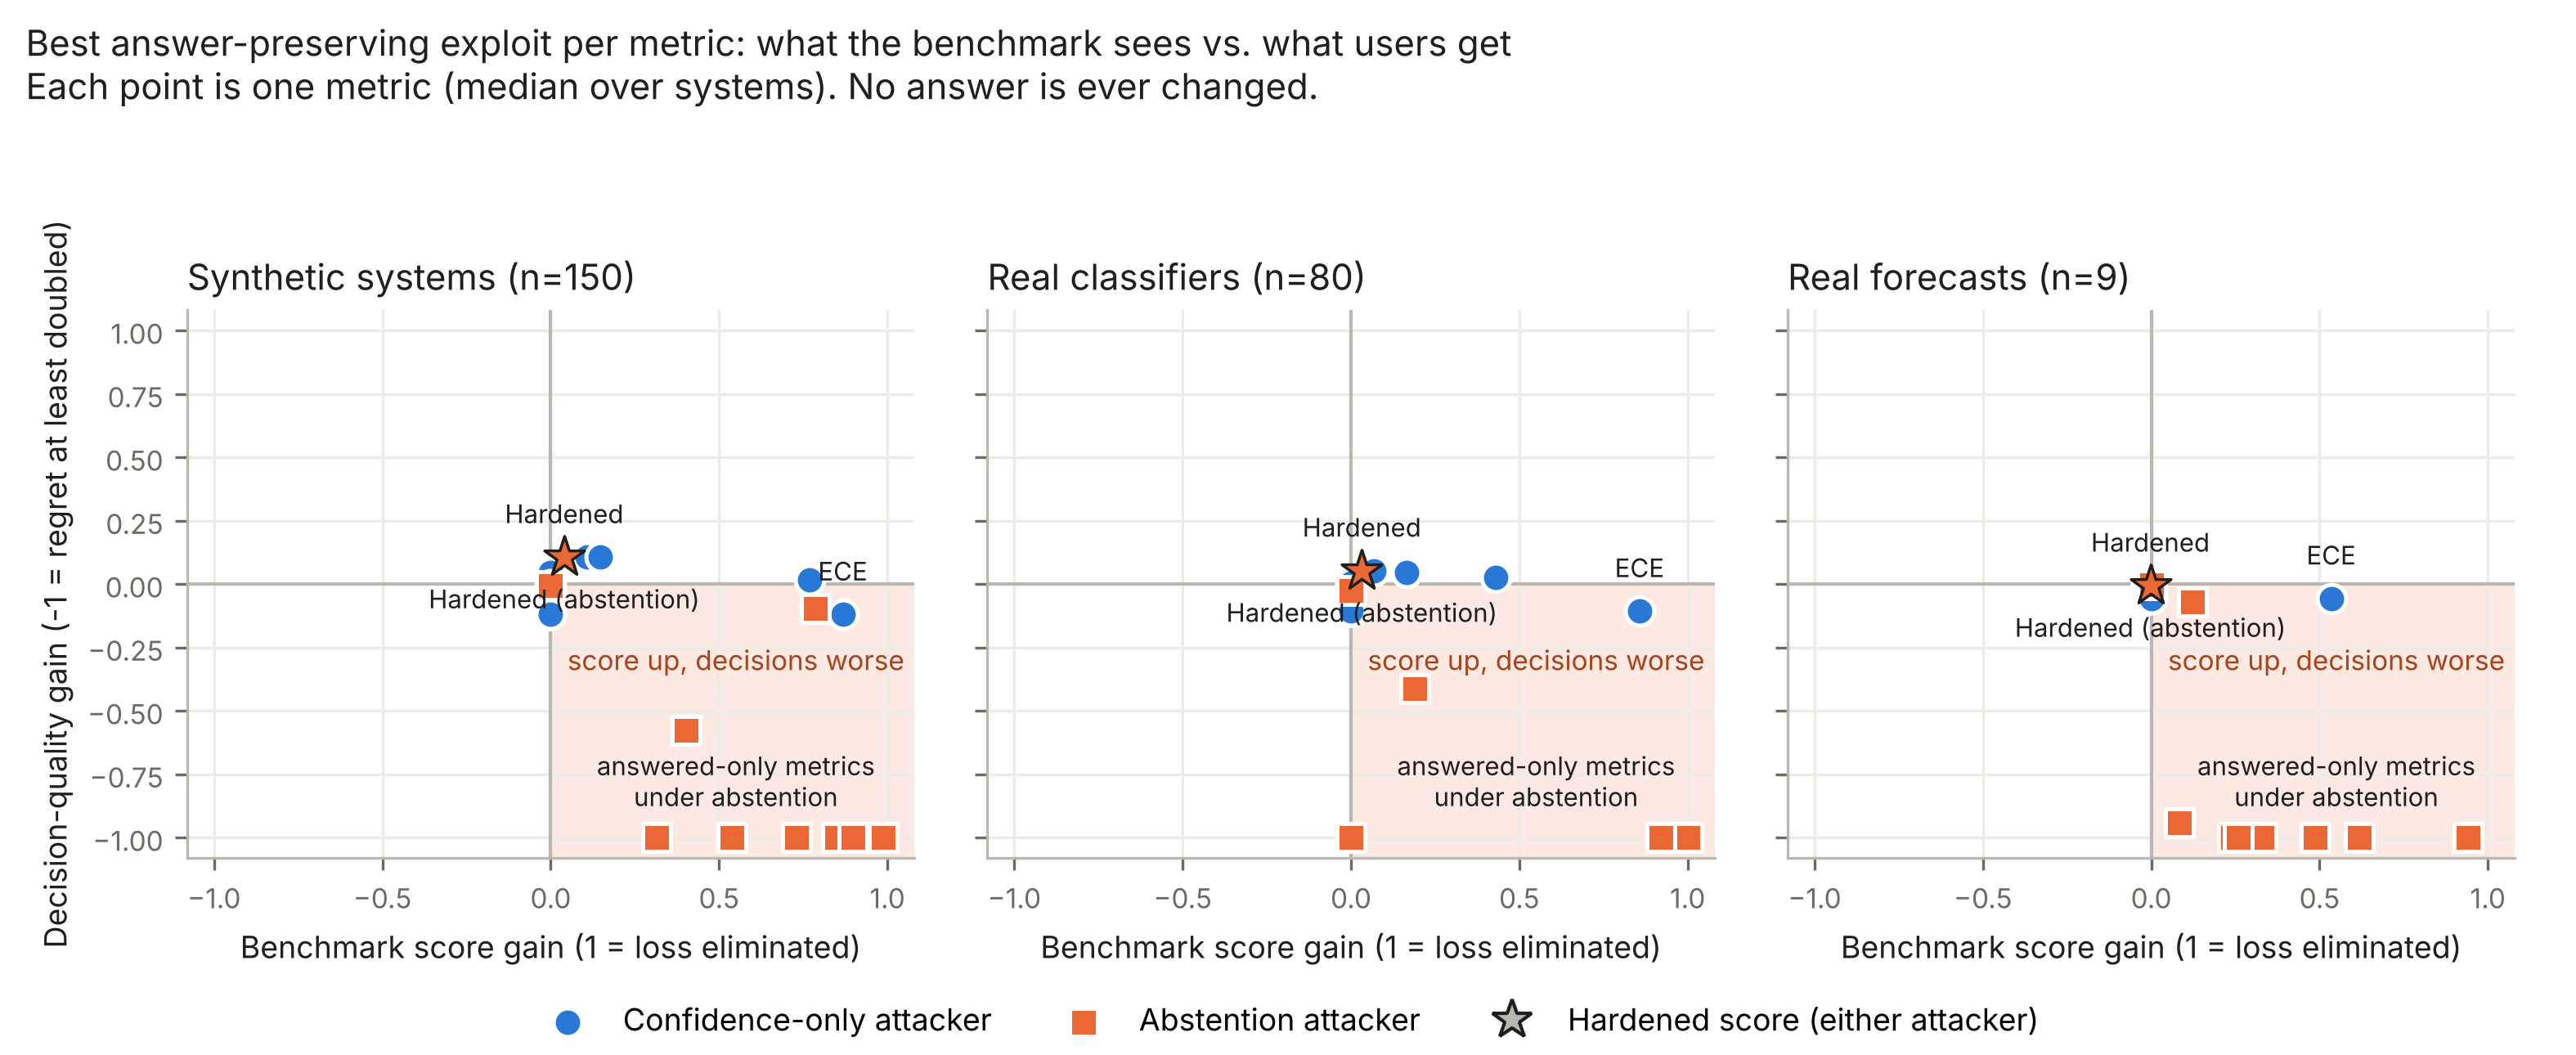 Best answer-preserving exploit per metric: what the benchmark sees vs. what users get
Each point is one metric (median over systems). No answer is ever changed.
Decision-quality gain (-1 = regret at least doubled)
Synthetic systems (n=150)
1.00
0.75
0.50
0.25
0.00
−0.25
−0.50
−0.75
−1.00
Hardened
ECE
Hardened (abstention)
score up, decisions worse
answered-only metrics
under abstention
−1.0
−0.5
0.0
0.5
1.0
Benchmark score gain (1 = loss eliminated)
Real classifiers (n=80)
Hardened
ECE
Hardened (abstention)
score up, decisions worse
answered-only metrics
under abstention
−1.0
−0.5
0.0
0.5
1.0
Benchmark score gain (1 = loss eliminated)
Real forecasts (n=9)
Hardened
ECE
Hardened (abstention)
score up, decisions worse
answered-only metrics
under abstention
−1.0
−0.5
0.0
0.5
1.0
Benchmark score gain (1 = loss eliminated)
Confidence-only attacker
Abstention attacker
Hardened score (either attacker)